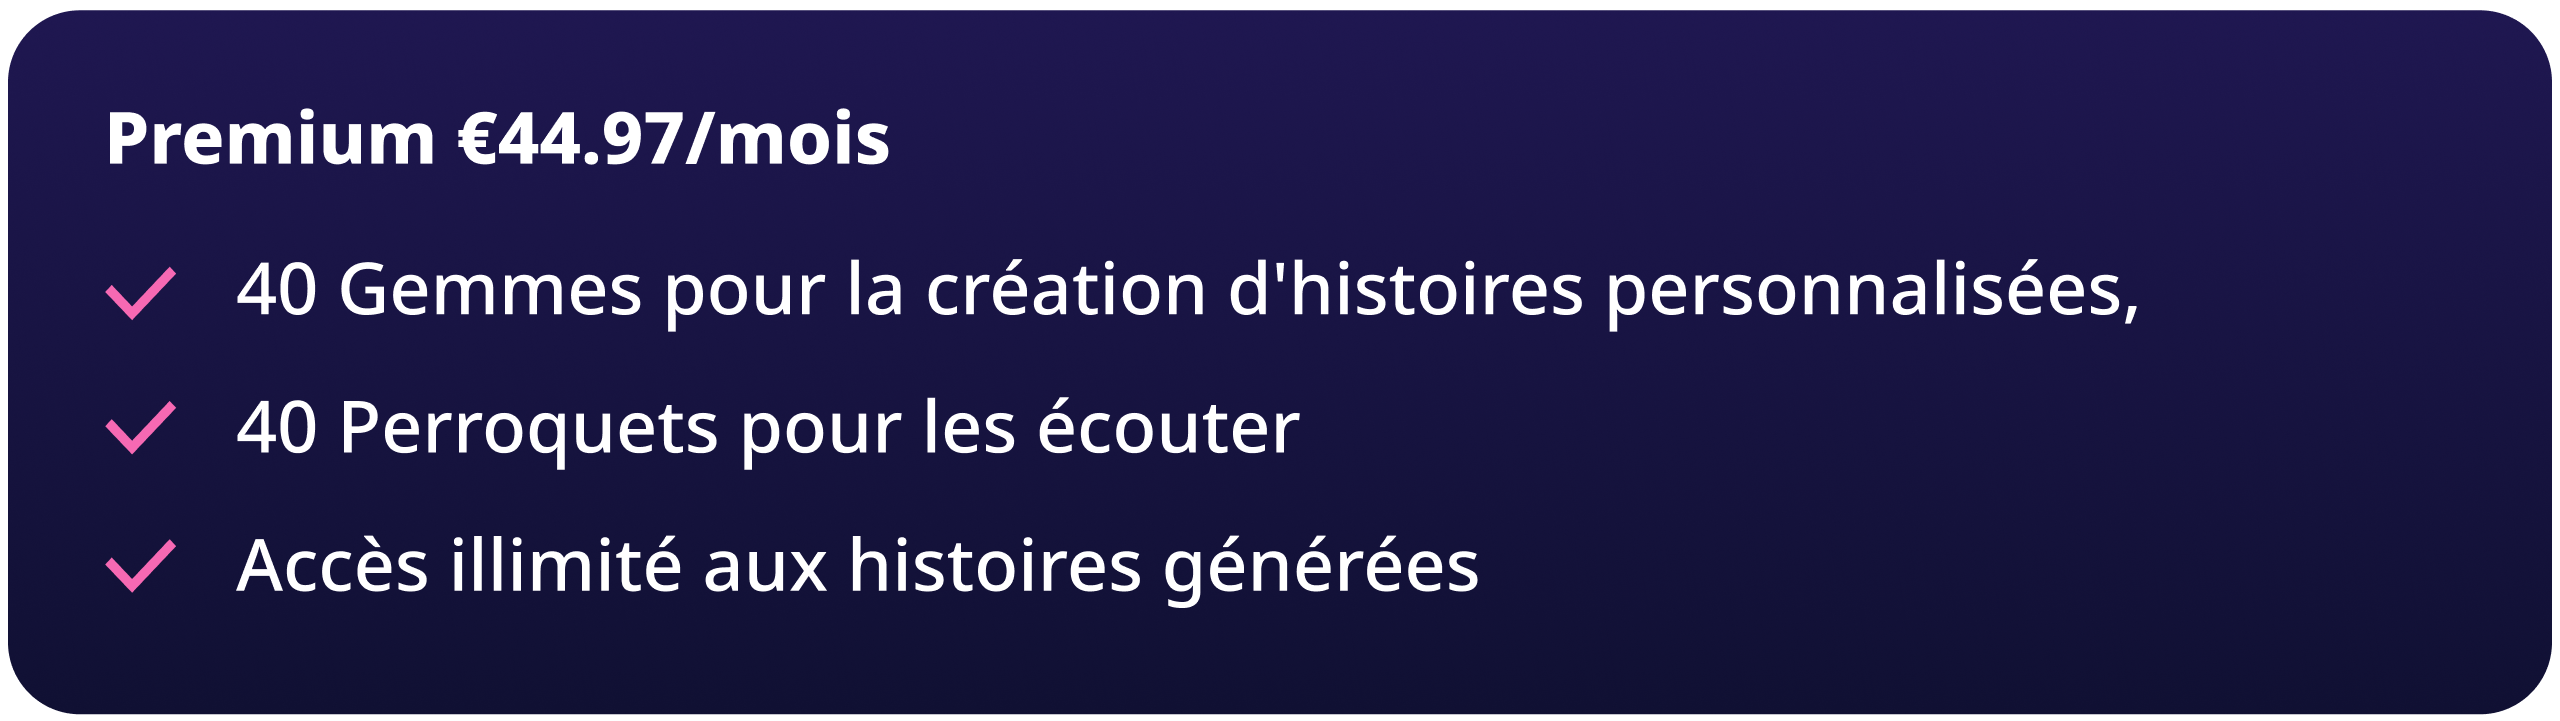 Premium €44.97/mois
40 Gemmes pour la création d'histoires personnalisées,
40 Perroquets pour les écouter
Accès illimité aux histoires générées